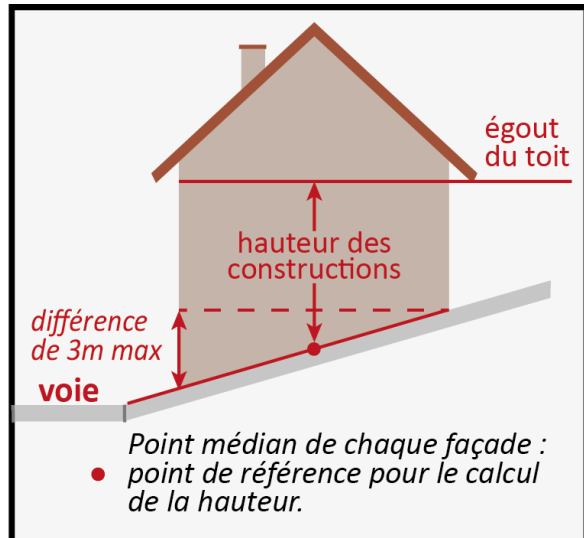 égout
du toit
hauteur des
constructions
différence
de 3m max
voie
Point médian de chaque façade :
point de référence pour le calcul
de la hauteur.